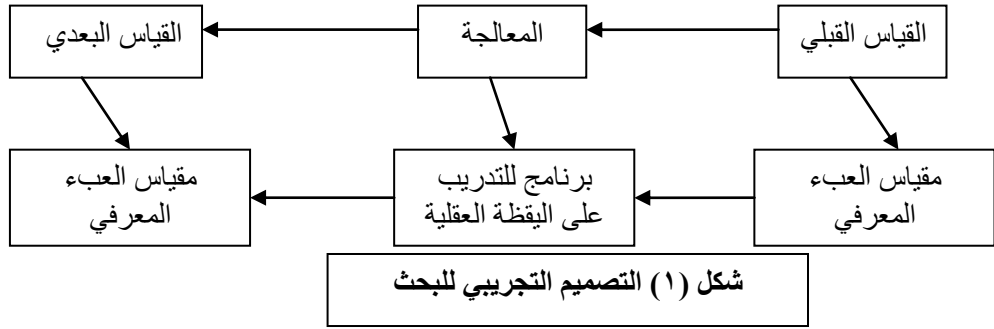 القياس القبلي
المعالجة
القياس البعدي
مقياس العبء
المعرفي
برنامج للتدريب
على اليقظة العقلية
مقياس العبء
المعرفي
شكل (١) التصميم التجريبي للبحث